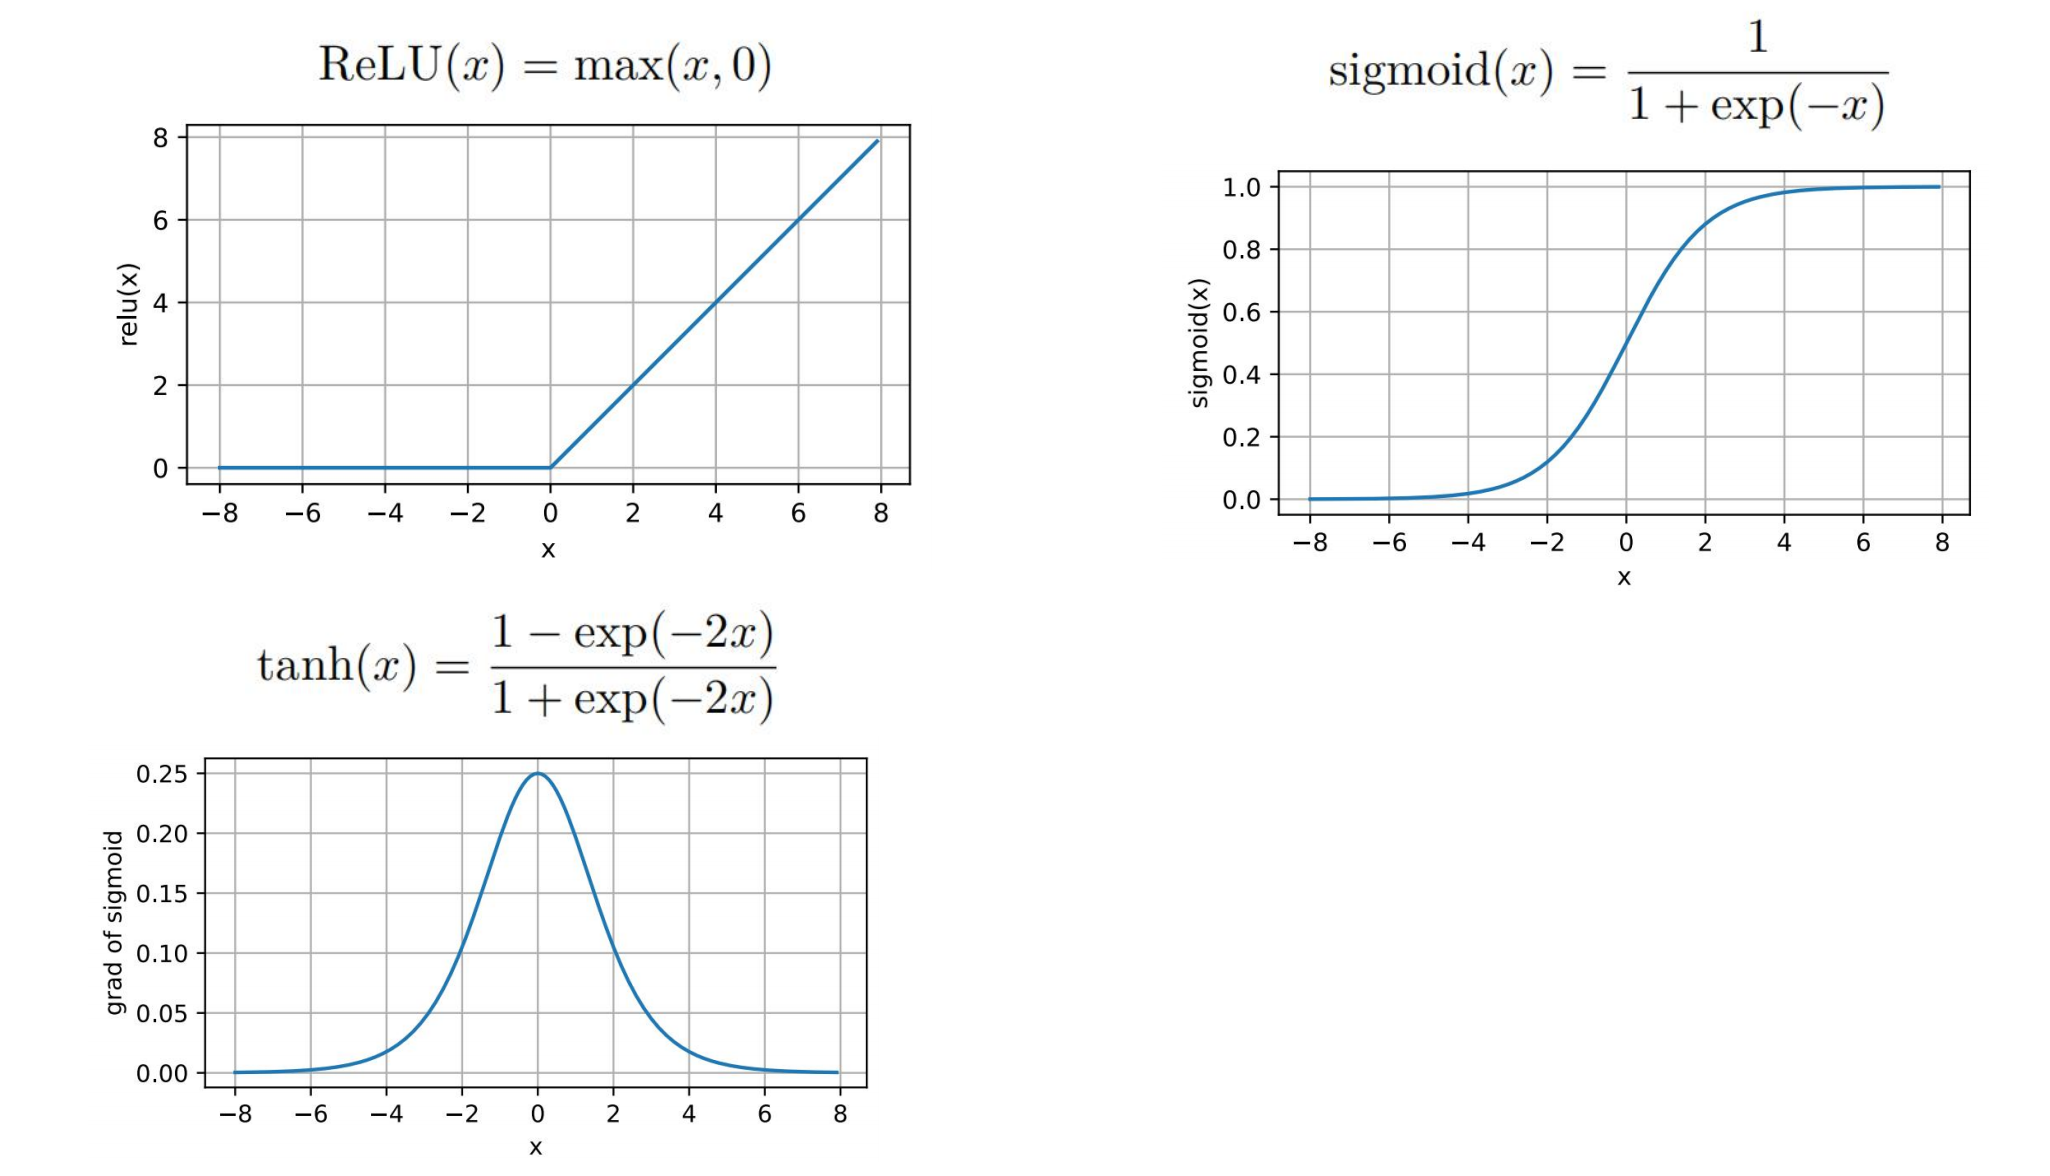 ReLU(x) = max(x, 0)
8
6
4
2
0
relu(x)
−8 −6 −4 −2 0 2 4 6 8
x
sigmoid(x) = 1 / (1 + exp(−x))
1.0
0.8
0.6
0.4
0.2
0.0
sigmoid(x)
−8 −6 −4 −2 0 2 4 6 8
x
tanh(x) = (1 − exp(−2x)) / (1 + exp(−2x))
0.25
0.20
0.15
0.10
0.05
0.00
grad of sigmoid
−8 −6 −4 −2 0 2 4 6 8
x